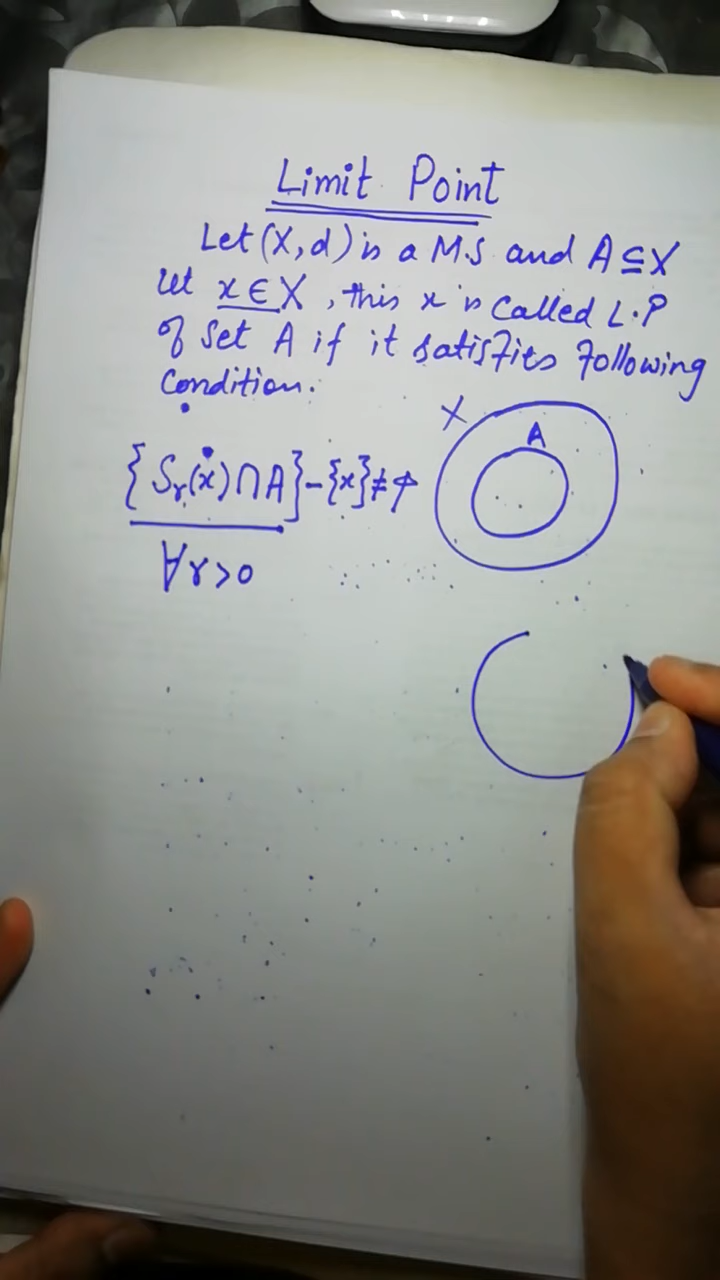 Limit Point
Let (X,d) is a M.S and A⊆X
Let x∈X, this x is called L.P
of Set A if it satisfies following
Condition.
{Sᵣ(x)∩A}-{x}≠ϕ
∀r>0
X
A